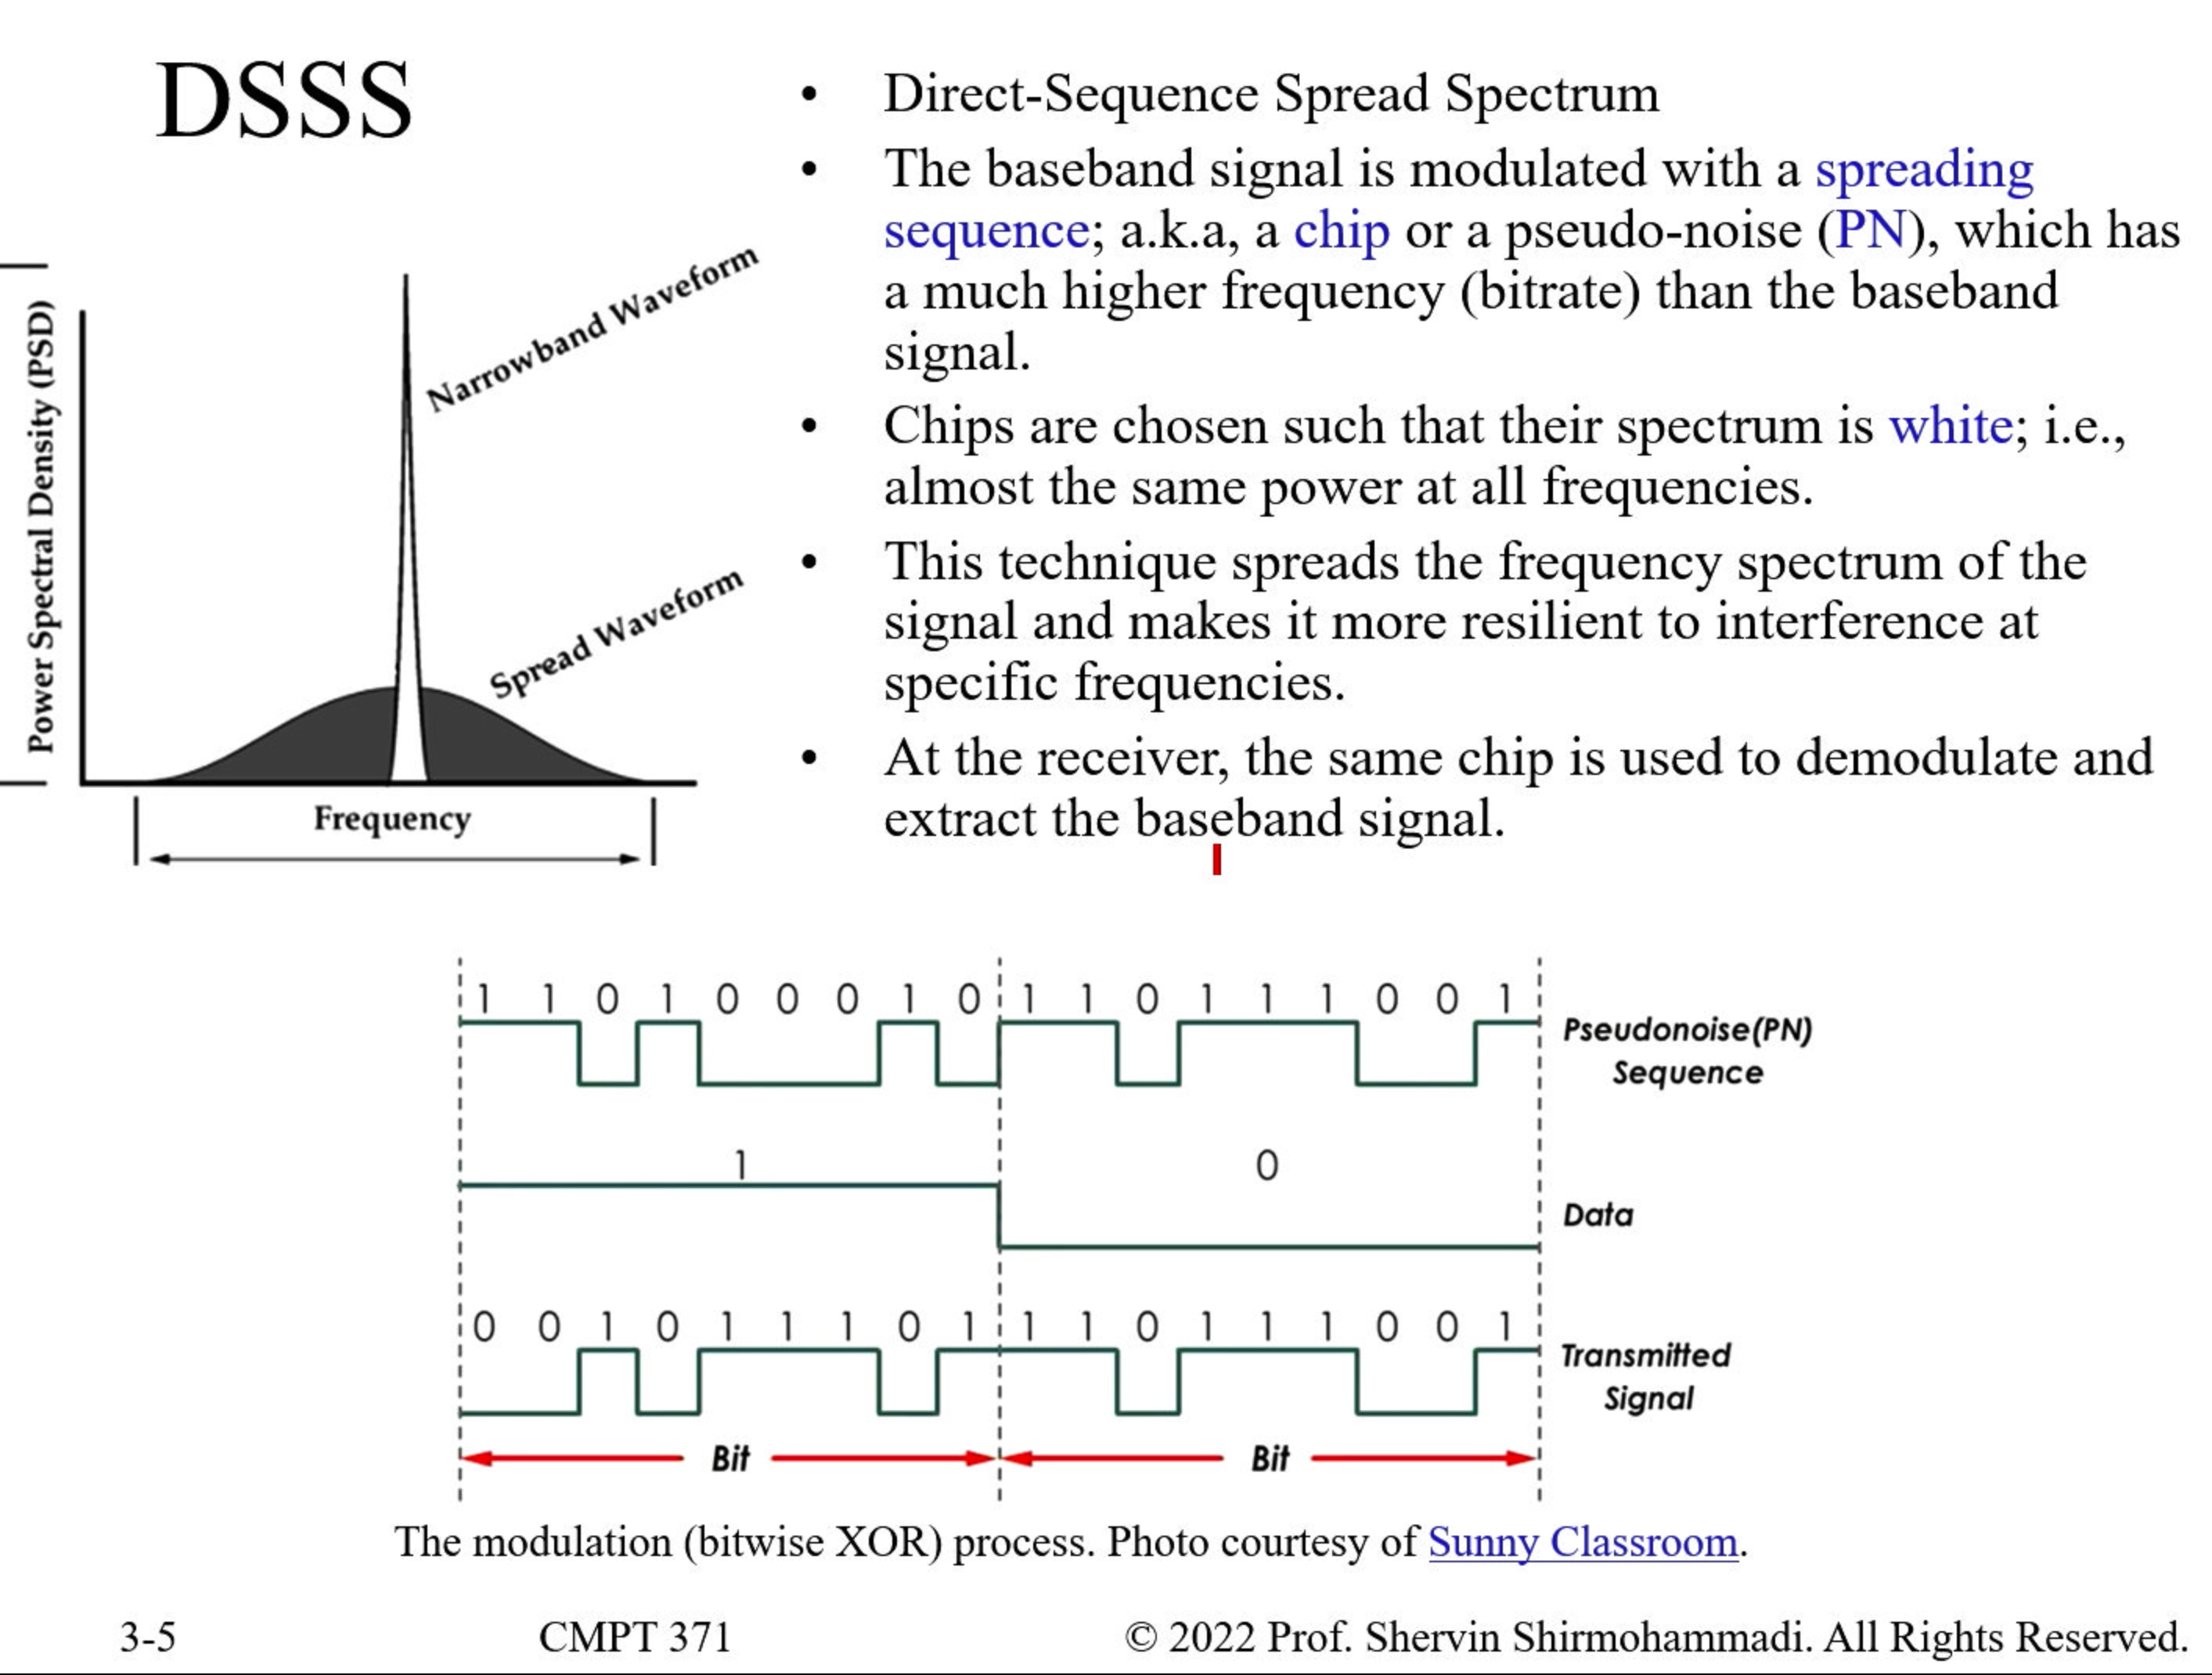 DSSS
• Direct-Sequence Spread Spectrum
• The baseband signal is modulated with a spreading
sequence; a.k.a, a chip or a pseudo-noise (PN), which has
a much higher frequency (bitrate) than the baseband
signal.
• Chips are chosen such that their spectrum is white; i.e.,
almost the same power at all frequencies.
• This technique spreads the frequency spectrum of the
signal and makes it more resilient to interference at
specific frequencies.
• At the receiver, the same chip is used to demodulate and
extract the baseband signal.
Power Spectral Density (PSD)
Narrowband Waveform
Spread Waveform
Frequency
1 1 0 1 0 0 0 1 0 1 1 0 1 1 1 0 0 1
Pseudonoise(PN)
Sequence
1 0
Data
0 0 1 0 1 1 1 0 1 1 1 0 1 1 1 0 0 1
Transmitted
Signal
Bit Bit
The modulation (bitwise XOR) process. Photo courtesy of Sunny Classroom.
3-5 CMPT 371 © 2022 Prof. Shervin Shirmohammadi. All Rights Reserved.